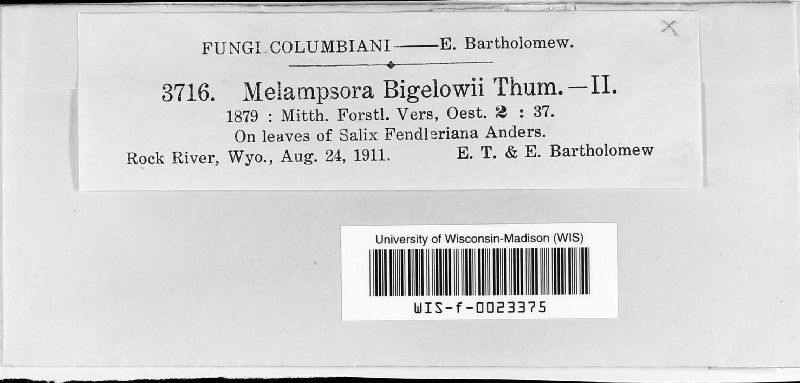 FUNGI COLUMBIANI——E. Bartholomew.
3716. Melampsora Bigelowii Thum.—II.
1879 : Mitth. Forstl. Vers, Oest. 2 : 37.
On leaves of Salix Fendleriana Anders.
Rock River, Wyo., Aug. 24, 1911. E. T. & E. Bartholomew
University of Wisconsin-Madison (WIS)
WIS-f-0023375